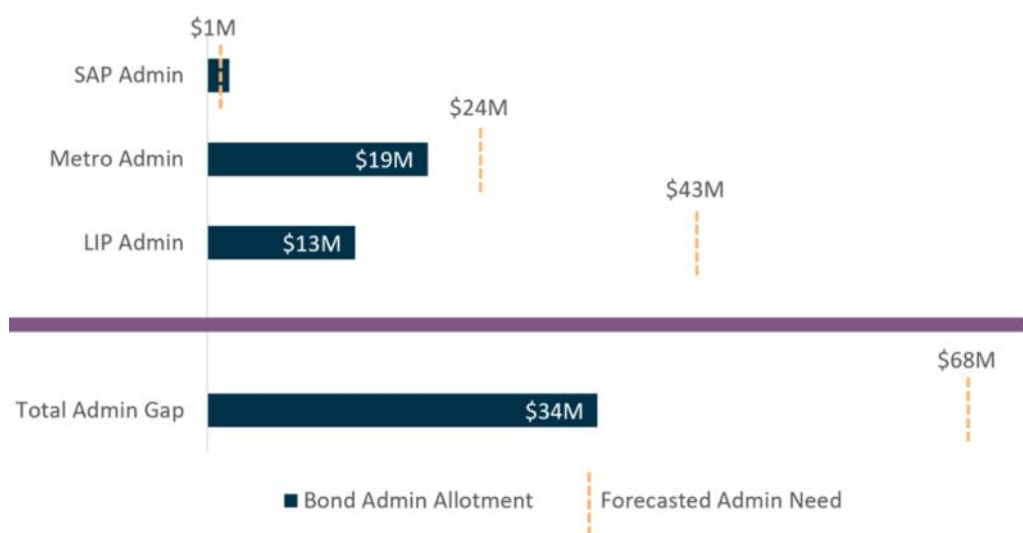 $1M
SAP Admin
$24M
Metro Admin
$19M
$43M
LIP Admin
$13M
$68M
Total Admin Gap
$34M
Bond Admin Allotment
Forecasted Admin Need